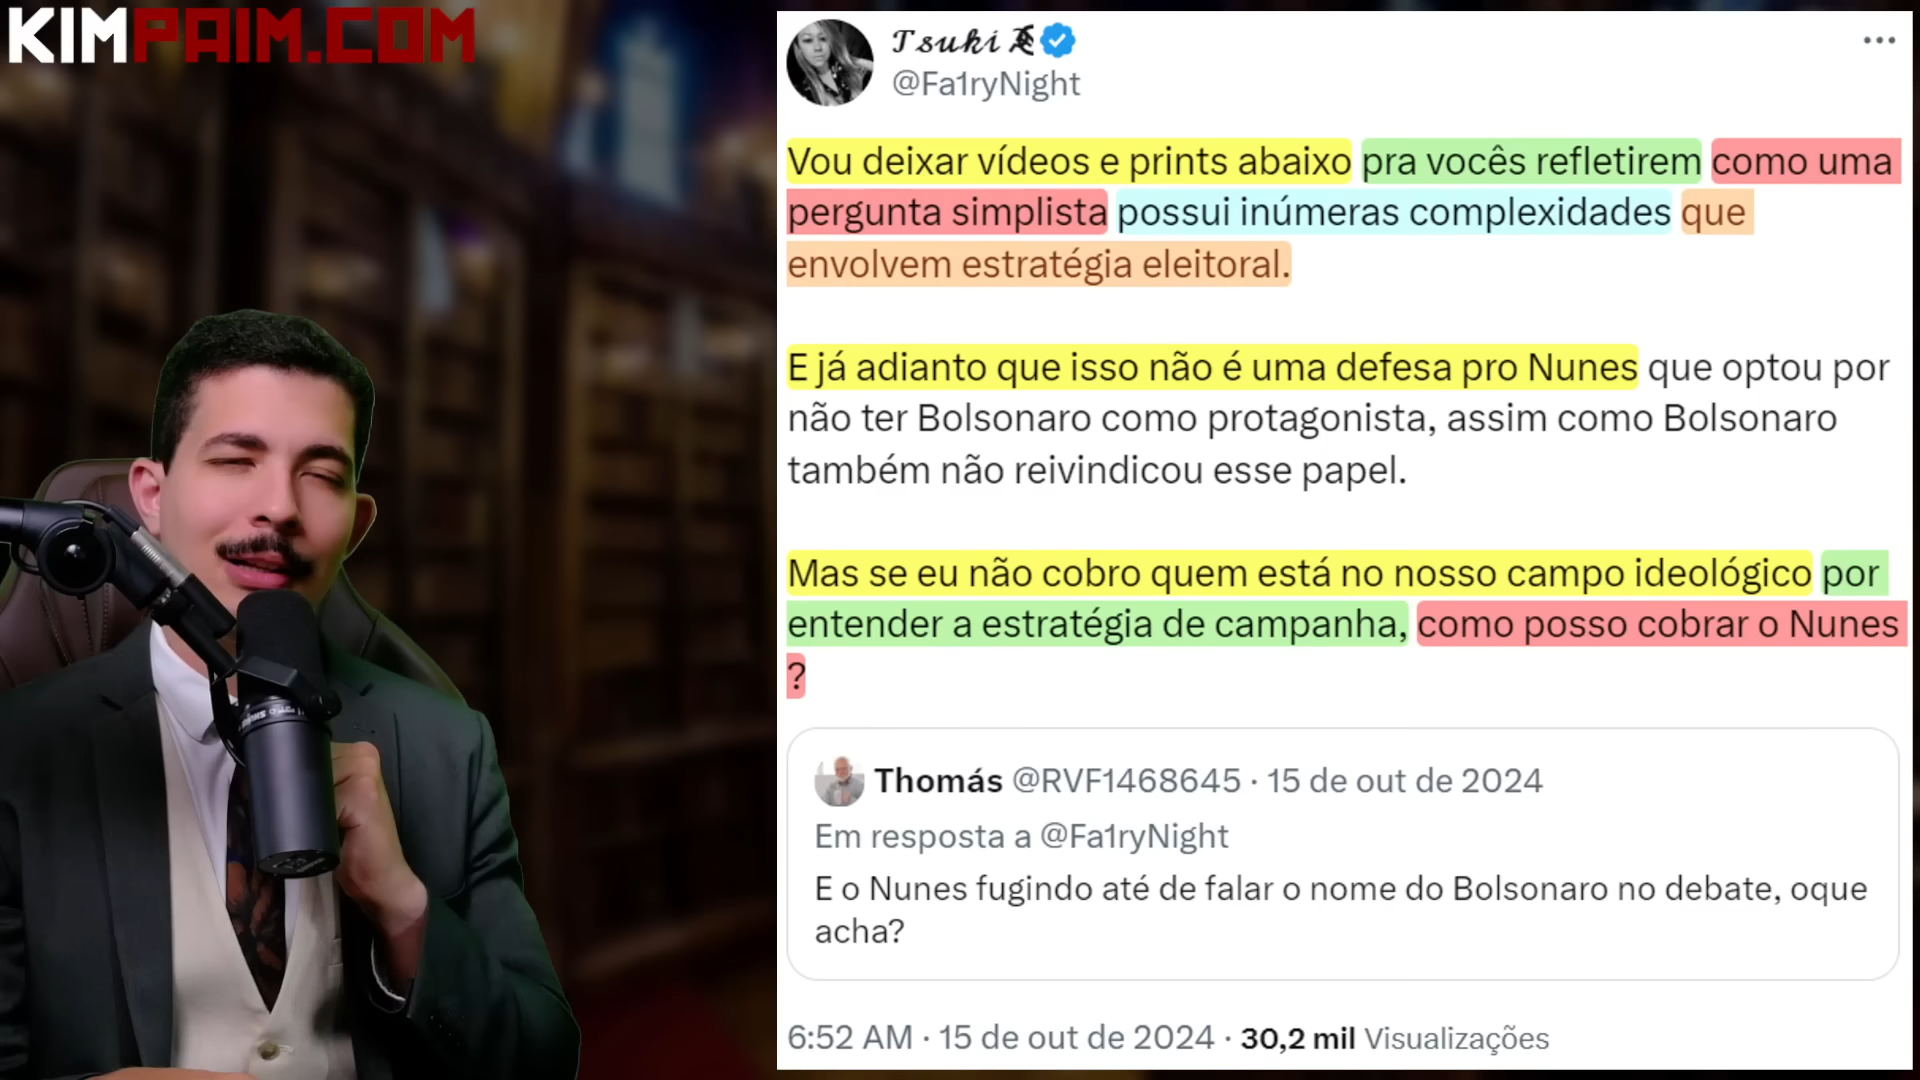 KIMPAIM.COM
Tsuki
@Fa1ryNight
Vou deixar vídeos e prints abaixo pra vocês refletirem como uma
pergunta simplista possui inúmeras complexidades que
envolvem estratégia eleitoral.
E já adianto que isso não é uma defesa pro Nunes que optou por
não ter Bolsonaro como protagonista, assim como Bolsonaro
também não reivindicou esse papel.
Mas se eu não cobro quem está no nosso campo ideológico por
entender a estratégia de campanha, como posso cobrar o Nunes
?
Thomás @RVF1468645 · 15 de out de 2024
Em resposta a @Fa1ryNight
E o Nunes fugindo até de falar o nome do Bolsonaro no debate, oque
acha?
6:52 AM · 15 de out de 2024 · 30,2 mil Visualizações